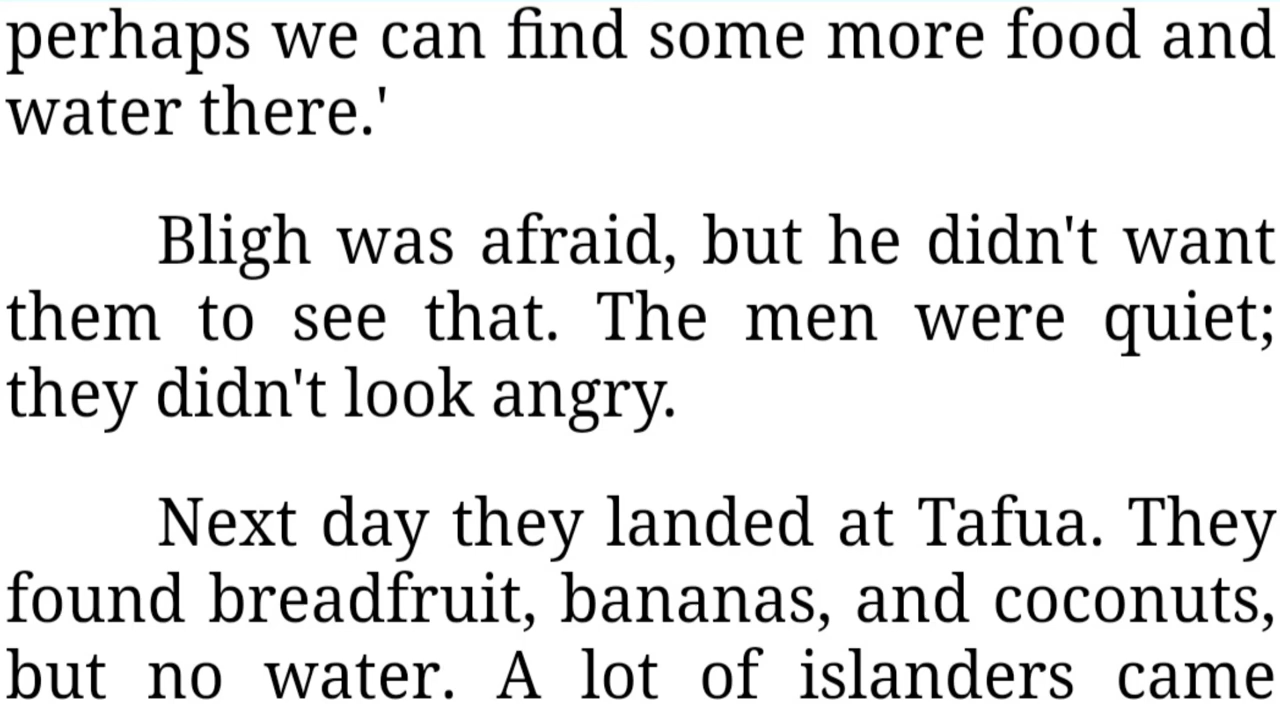 perhaps we can find some more food and
water there.'
Bligh was afraid, but he didn't want
them to see that. The men were quiet;
they didn't look angry.
Next day they landed at Tafua. They
found breadfruit, bananas, and coconuts,
but no water. A lot of islanders came